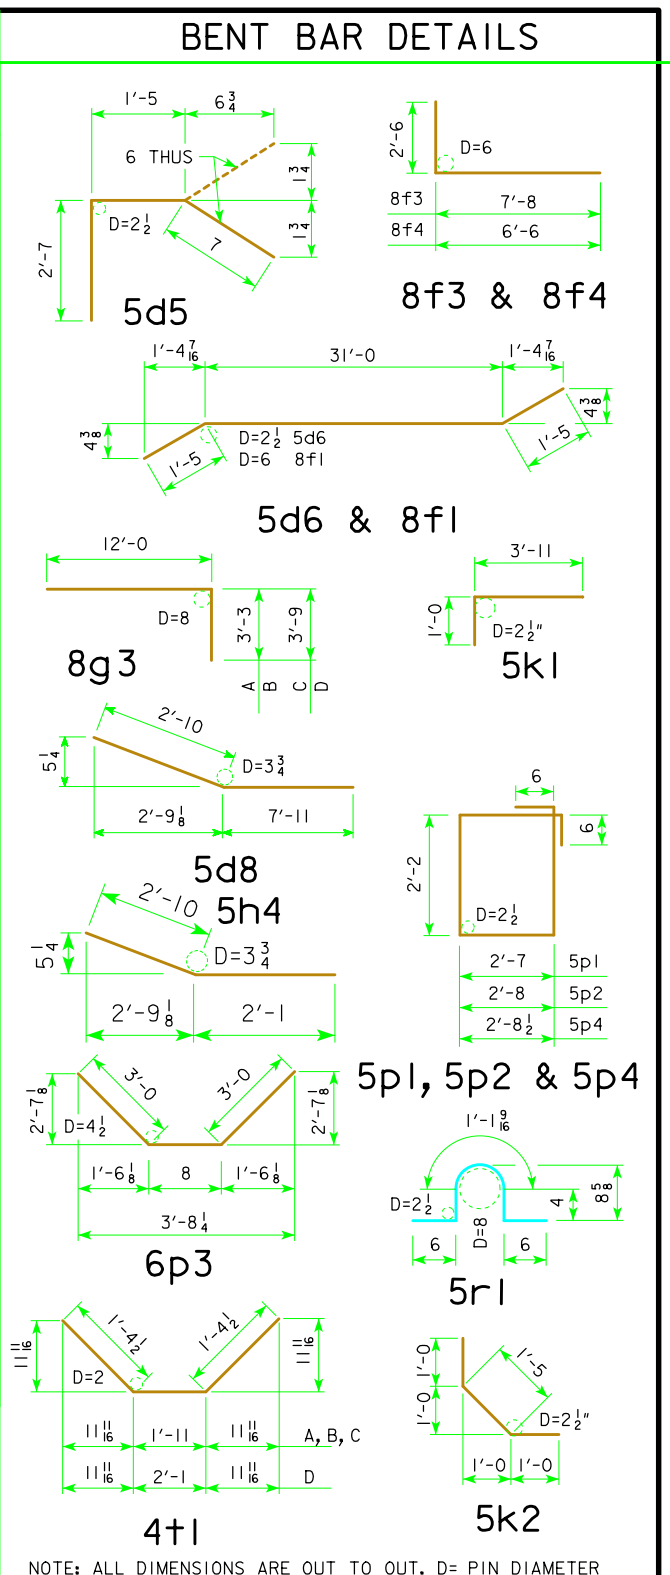 BENT BAR DETAILS
1'-5
6 3/4
6 THUS
1 3/4
1 3/4
D=2 1/2
7
2'-7
5d5
2'-6
D=6
8f3 7'-8
8f4 6'-6
8f3 & 8f4
1'-4 7/16
31'-0
1'-4 7/16
4 3/8
4 3/8
D=2 1/2 5d6
D=6 8f1
1'-5
1'-5
5d6 & 8f1
12'-0
D=8
3'-3
3'-9
A B C D
8g3
3'-11
1'-0
D=2 1/2"
5k1
2'-10
5 1/4
D=3 3/4
2'-9 1/8
7'-11
5d8
5h4
2'-10
5 1/4
D=3 3/4
2'-9 1/8
2'-1
6
6
2'-2
D=2 1/2
2'-7 5p1
2'-8 5p2
2'-8 1/2 5p4
5p1, 5p2 & 5p4
3'-0
3'-0
2'-7 1/8
2'-7 1/8
D=4 1/2
1'-6 1/8
8
1'-6 1/8
3'-8 1/4
6p3
1'-1 9/16
D=2 1/2
D=8
4
8 5/8
6
6
5r1
1'-4 1/2
1'-4 1/2
11 11/16
11 11/16
D=2
11 11/16 1'-11 11 11/16 A, B, C
11 11/16 2'-1 11 11/16 D
4t1
1'-0
1'-0
1'-5
D=2 1/2"
1'-0
1'-0
5k2
NOTE: ALL DIMENSIONS ARE OUT TO OUT. D= PIN DIAMETER